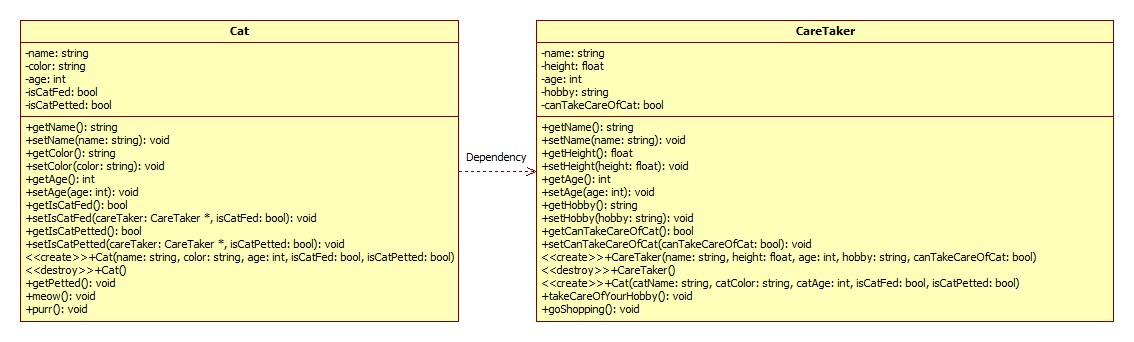 Cat
-name: string
-color: string
-age: int
-isCatFed: bool
-isCatPetted: bool
+getName(): string
+setName(name: string): void
+getColor(): string
+setColor(color: string): void
+getAge(): int
+setAge(age: int): void
+getIsCatFed(): bool
+setIsCatFed(careTaker: CareTaker *, isCatFed: bool): void
+getIsCatPetted(): bool
+setIsCatPetted(careTaker: CareTaker *, isCatPetted: bool): void
<<create>>+Cat(name: string, color: string, age: int, isCatFed: bool, isCatPetted: bool)
<<destroy>>+Cat()
+getPetted(): void
+meow(): void
+purr(): void
Dependency
CareTaker
-name: string
-height: float
-age: int
-hobby: string
-canTakeCareOfCat: bool
+getName(): string
+setName(name: string): void
+getHeight(): float
+setHeight(height: float): void
+getAge(): int
+setAge(age: int): void
+getHobby(): string
+setHobby(hobby: string): void
+getCanTakeCareOfCat(): bool
+setCanTakeCareOfCat(canTakeCareOfCat: bool): void
<<create>>+CareTaker(name: string, height: float, age: int, hobby: string, canTakeCareOfCat: bool)
<<destroy>>+CareTaker()
<<create>>+Cat(catName: string, catColor: string, catAge: int, isCatFed: bool, isCatPetted: bool)
+takeCareOfYourHobby(): void
+goShopping(): void